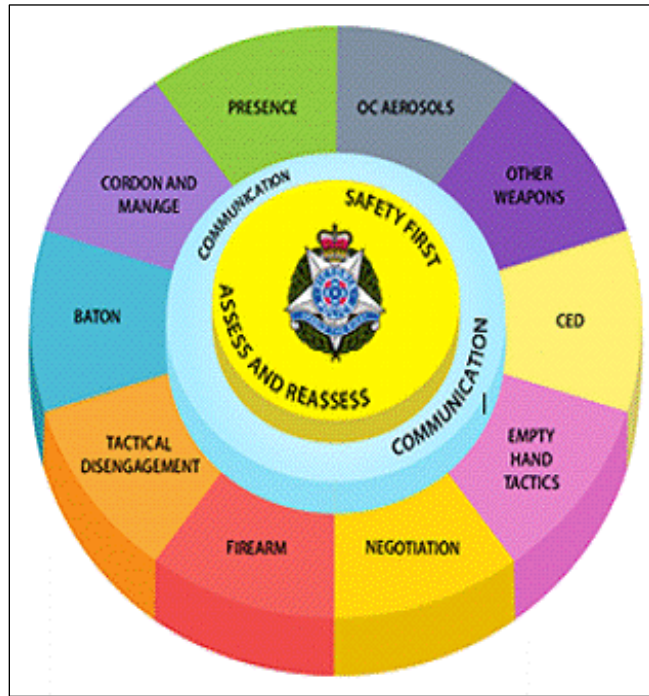 PRESENCE
OC AEROSOLS
OTHER
WEAPONS
CED
EMPTY
HAND
TACTICS
NEGOTIATION
FIREARM
TACTICAL
DISENGAGEMENT
BATON
CORDON AND
MANAGE
COMMUNICATION
COMMUNICATION
SAFETY FIRST
ASSESS AND REASSESS